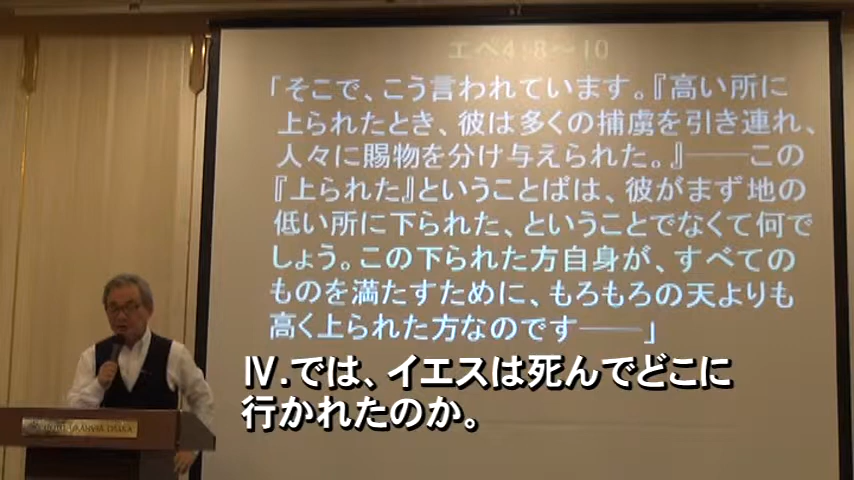 エペ4:8〜10
「そこで、こう言われています。『高い所に
上られたとき、彼は多くの捕虜を引き連れ、
人々に賜物を分け与えられた。』――この
『上られた』ということばは、彼がまず地の
低い所に下られた、ということでなくて何で
しょう。この下られた方自身が、すべての
ものを満たすために、もろもろの天よりも
高く上られた方なのです――」
Ⅳ.では、イエスは死んでどこに
行かれたのか。